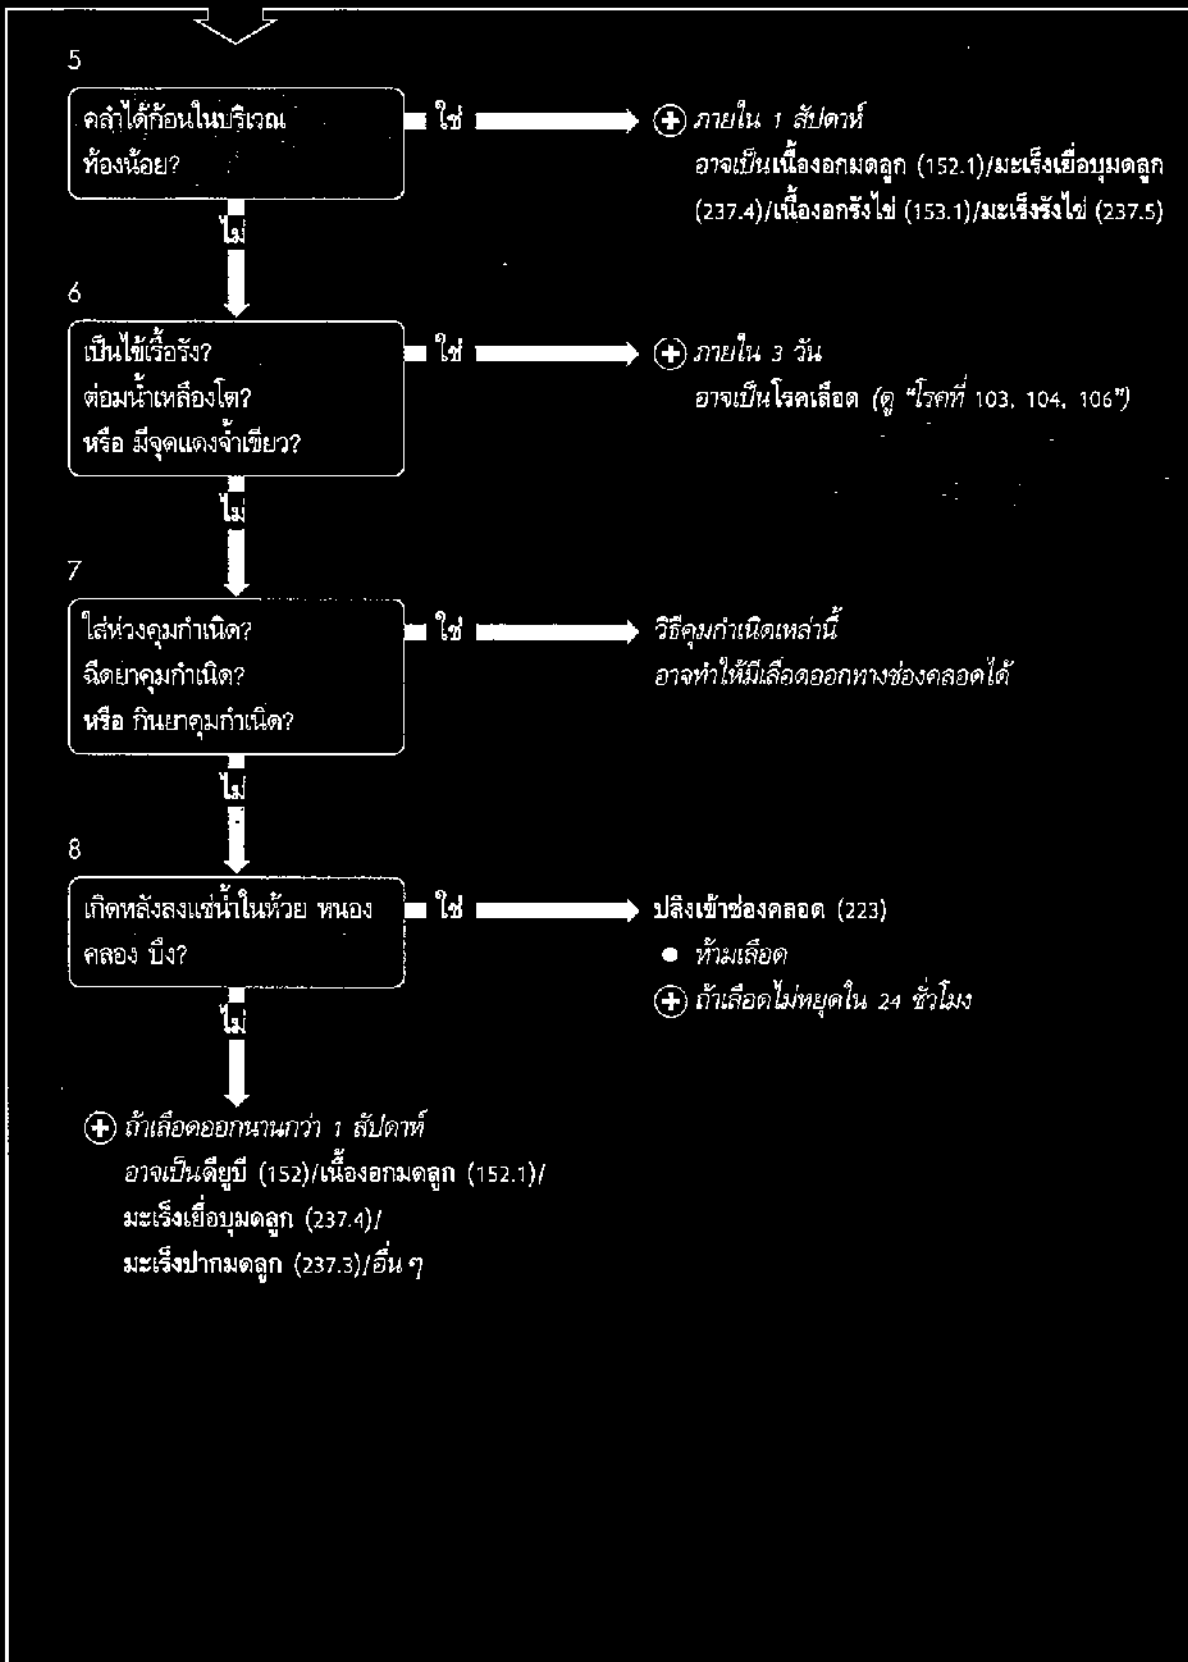 5
คลำได้ก้อนในบริเวณ
ท้องน้อย?
ใช่
ภายใน 1 สัปดาห์
อาจเป็นเนื้องอกมดลูก (152.1)/มะเร็งเยื่อบุมดลูก
(237.4)/เนื้องอกรังไข่ (153.1)/มะเร็งรังไข่ (237.5)
ไม่
6
เป็นไข้เรื้อรัง?
ต่อมน้ำเหลืองโต?
หรือ มีจุดแดงจ้ำเขียว?
ใช่
ภายใน 3 วัน
อาจเป็นโรคเลือด (ดู "โรคที่ 103, 104, 106")
ไม่
7
ใส่ห่วงคุมกำเนิด?
ฉีดยาคุมกำเนิด?
หรือ กินยาคุมกำเนิด?
ใช่
วิธีคุมกำเนิดเหล่านี้
อาจทำให้มีเลือดออกทางช่องคลอดได้
ไม่
8
เกิดหลังลงแช่น้ำในห้วย หนอง
คลอง บึง?
ใช่
ปลิงเข้าช่องคลอด (223)
• ห้ามเลือด
ถ้าเลือดไม่หยุดใน 24 ชั่วโมง
ไม่
ถ้าเลือดออกนานกว่า 1 สัปดาห์
อาจเป็นดียูบี (152)/เนื้องอกมดลูก (152.1)/
มะเร็งเยื่อบุมดลูก (237.4)/
มะเร็งปากมดลูก (237.3)/อื่น ๆ